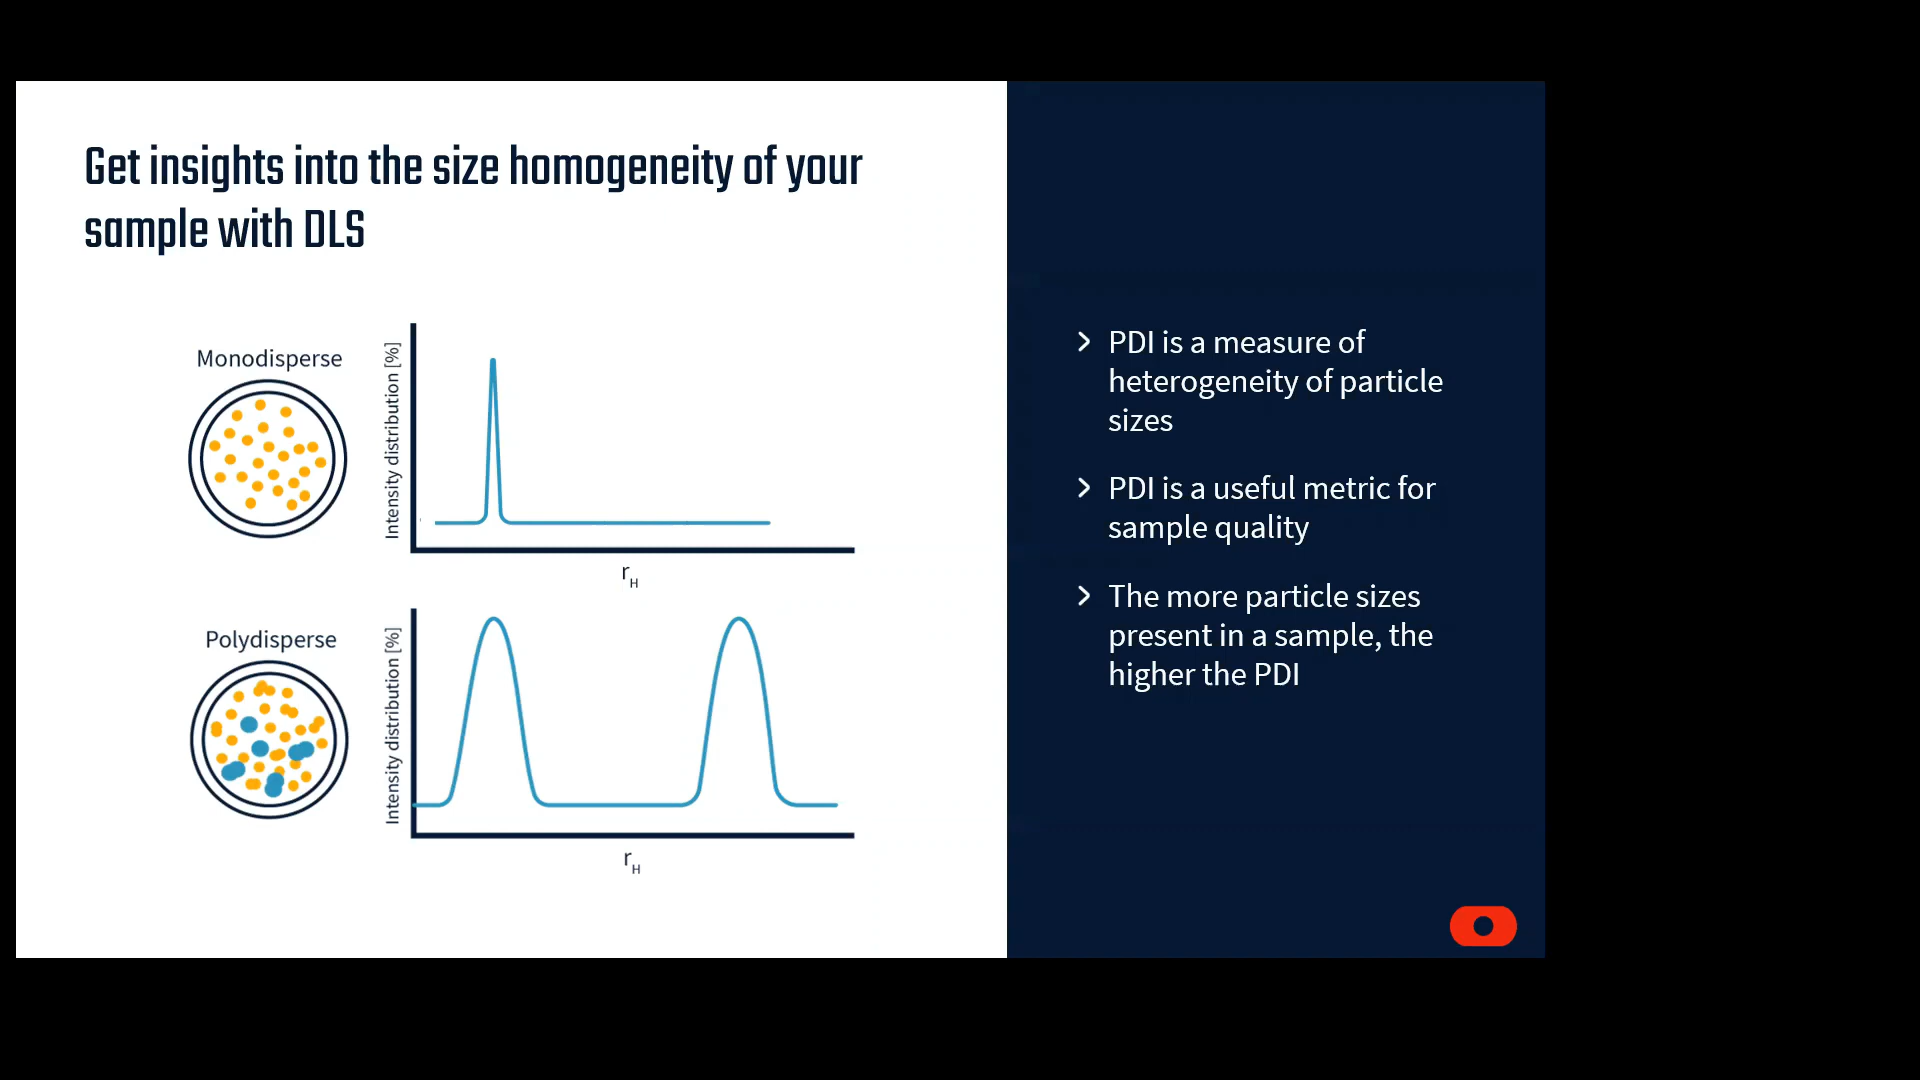 Get insights into the size homogeneity of your
sample with DLS
Monodisperse
Intensity distribution [%]
rH
Polydisperse
Intensity distribution [%]
rH
PDI is a measure of
heterogeneity of particle
sizes
PDI is a useful metric for
sample quality
The more particle sizes
present in a sample, the
higher the PDI